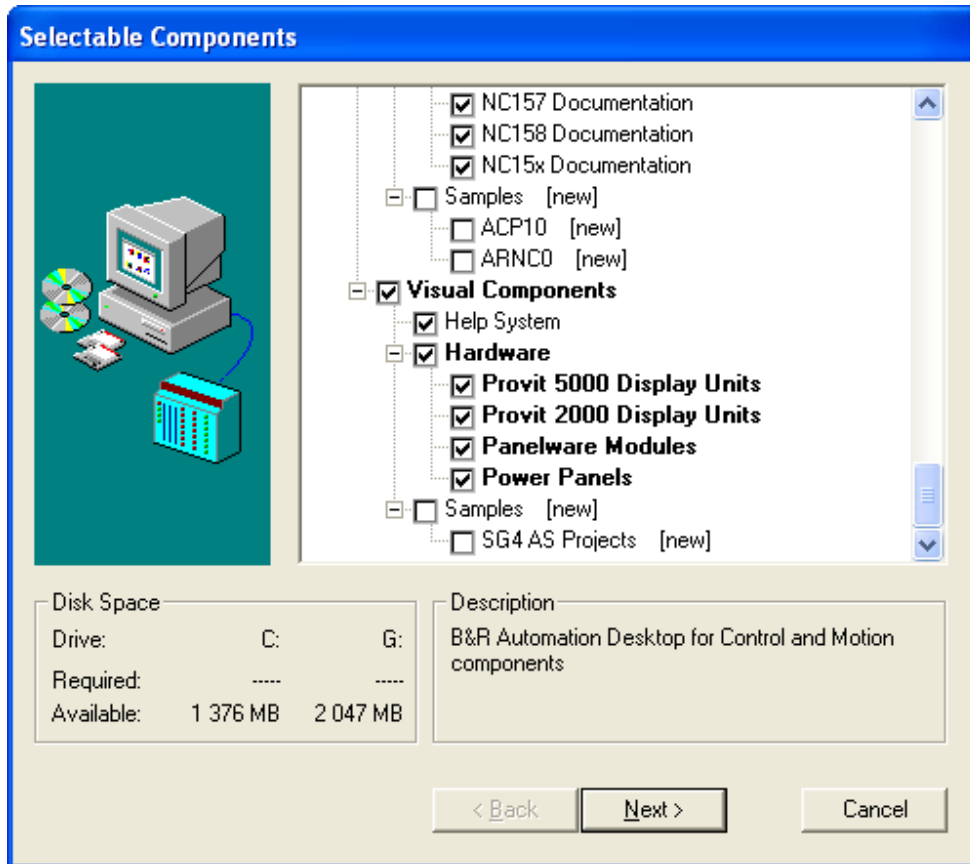 Selectable Components
NC157 Documentation
NC158 Documentation
NC15x Documentation
Samples [new]
ACP10 [new]
ARNC0 [new]
Visual Components
Help System
Hardware
Provit 5000 Display Units
Provit 2000 Display Units
Panelware Modules
Power Panels
Samples [new]
SG4 AS Projects [new]
Disk Space
Drive: C: G:
Required: ----- -----
Available: 1 376 MB 2 047 MB
Description
B&R Automation Desktop for Control and Motion
components
< Back
Next >
Cancel